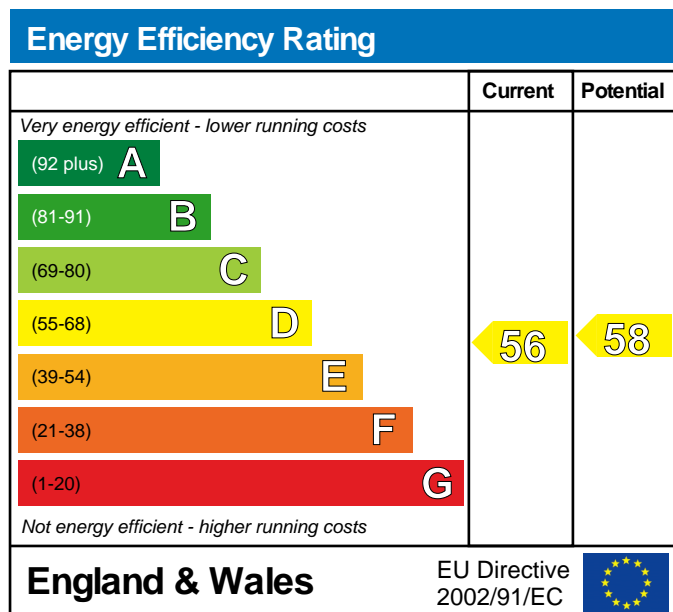 Energy Efficiency Rating
Current Potential
Very energy efficient - lower running costs
(92 plus) A
(81-91) B
(69-80) C
(55-68) D
(39-54) E
(21-38) F
(1-20) G
56 58
Not energy efficient - higher running costs
England & Wales
EU Directive
2002/91/EC